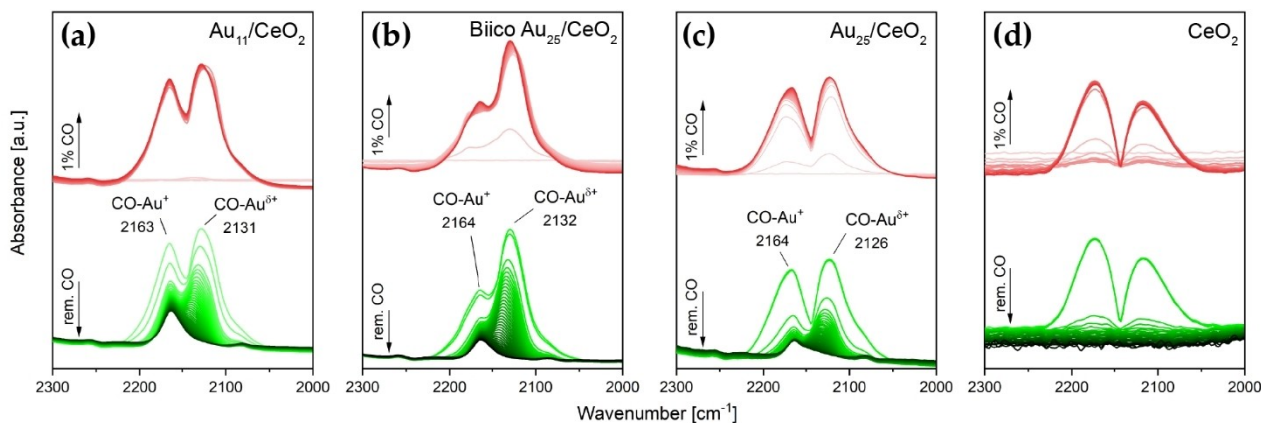 (a) Au₁₁/CeO₂
(b) Biico Au₂₅/CeO₂
(c) Au₂₅/CeO₂
(d) CeO₂
Absorbance [a.u.]
1% CO
1% CO
1% CO
1% CO
CO-Au⁺ CO-Auᵟ⁺
2163 2131
CO-Au⁺ CO-Auᵟ⁺
2164 2132
CO-Au⁺ CO-Auᵟ⁺
2164 2126
rem. CO
rem. CO
rem. CO
rem. CO
2300 2200 2100 2000
2300 2200 2100 2000
2300 2200 2100 2000
2300 2200 2100 2000
Wavenumber [cm⁻¹]